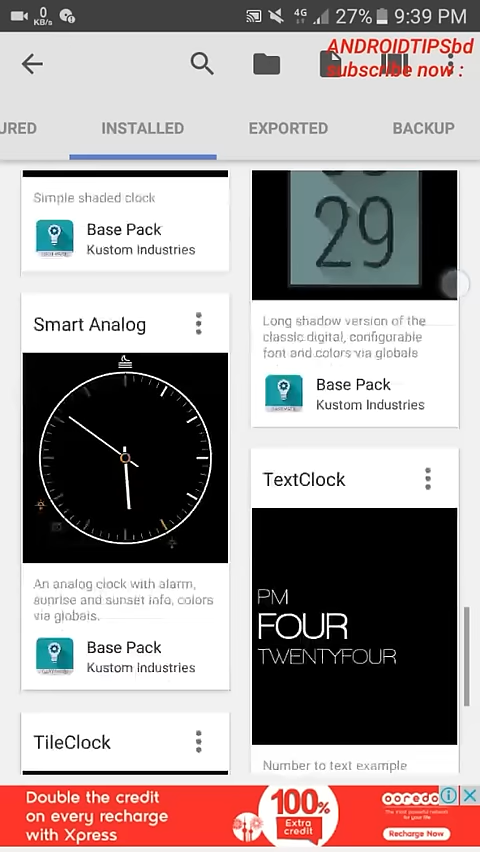 0
KB/s
4G
27%
9:39 PM
ANDROIDTIPSbd
subscribe now :
URED
INSTALLED
EXPORTED
BACKUP
Simple shaded clock
Base Pack
Kustom Industries
Smart Analog
An analog clock with alarm,
sunrise and sunset info, colors
via globals.
Base Pack
Kustom Industries
TileClock
29
Long shadow version of the
classic digital, configurable
font and colors via globals
Base Pack
Kustom Industries
TextClock
PM
FOUR
TWENTYFOUR
Number to text example
Double the credit
on every recharge
with Xpress
100%
Extra
credit
ooredoo
Recharge Now